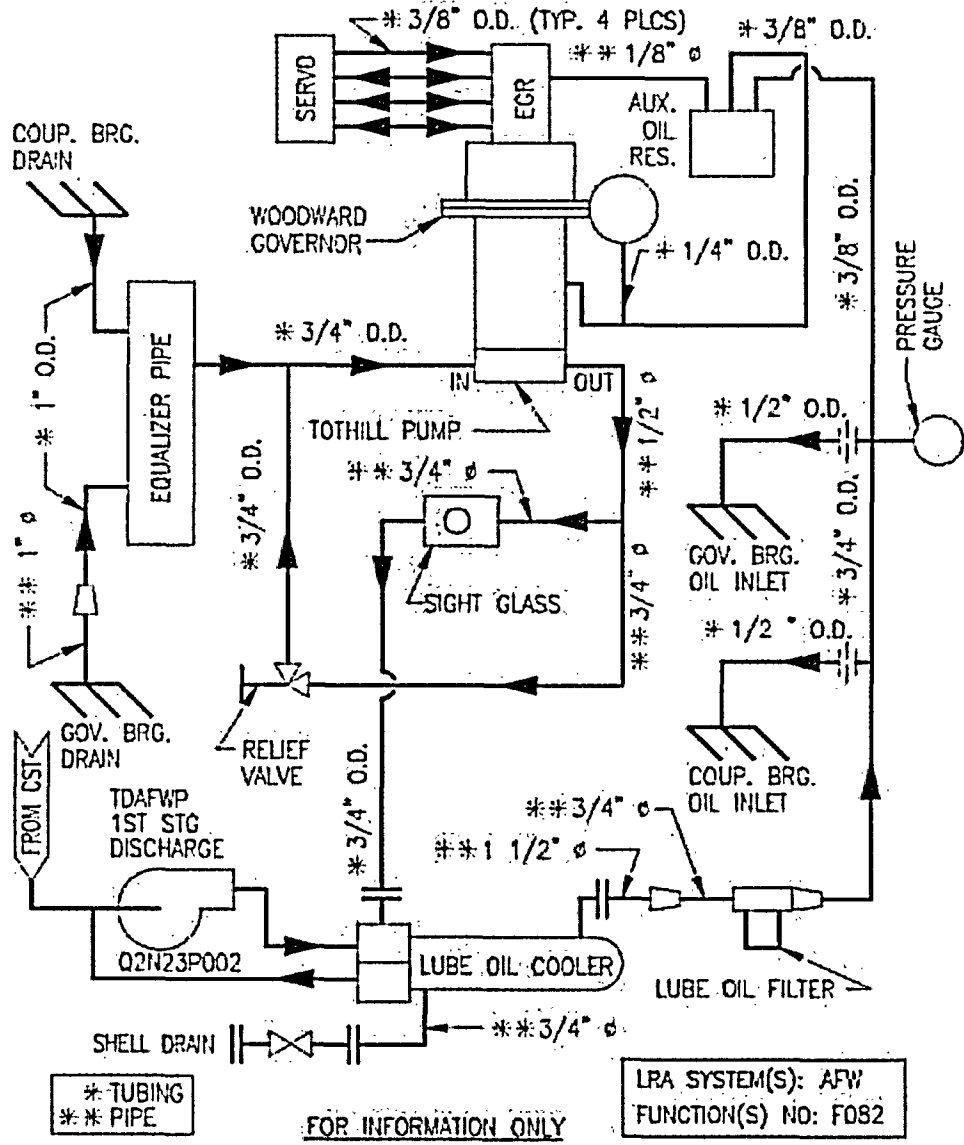 * 3/8" O.D. (TYP. 4 PLCS)
* 3/8" O.D.
* * 1/8" ø
SERVO
EGR
AUX.
OIL
RES.
COUP. BRG.
DRAIN
WOODWARD
GOVERNOR
* 1/4" O.D.
* 3/8" O.D.
PRESSURE
GAUGE
* 1" O.D.
EQUALIZER PIPE
* 3/4" O.D.
IN
OUT
TOTHILL PUMP
* * 1/2" ø
* 1/2" O.D.
* * 3/4" ø
* 3/4" O.D.
* * 1" ø
SIGHT GLASS
* * 3/4" ø
GOV. BRG.
OIL INLET
* 3/4" O.D.
* 1/2 " O.D.
GOV. BRG.
DRAIN
RELIEF
VALVE
COUP. BRG.
OIL INLET
FROM CST
TDAFWP
1ST STG
DISCHARGE
* 3/4" O.D.
* * 3/4" ø
* * 1 1/2" ø
Q2N23P002
LUBE OIL COOLER
LUBE OIL FILTER
SHELL DRAIN
* * 3/4" ø
* TUBING
* * PIPE
FOR INFORMATION ONLY
LRA SYSTEM(S): AFW
FUNCTION(S) NO: F082